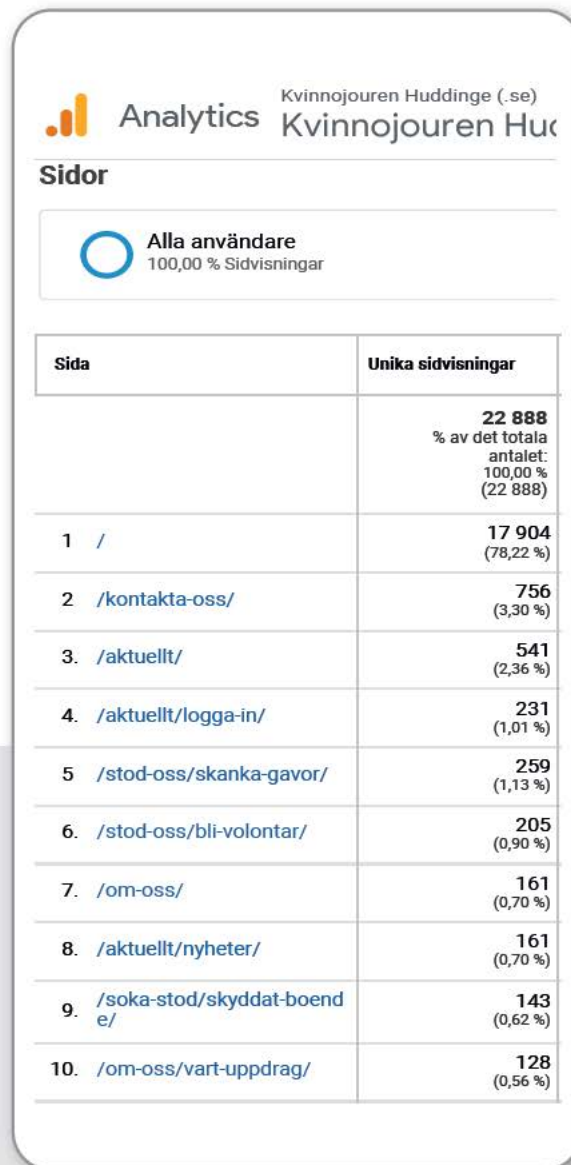 Analytics
Kvinnojouren Huddinge (.se)
Kvinnojouren Hud
Sidor
Alla användare
100,00 % Sidvisningar
Sida Unika sidvisningar
22 888
% av det totala
antalet:
100,00 %
(22 888)
1 / 17 904
(78,22 %)
2 /kontakta-oss/ 756
(3,30 %)
3. /aktuellt/ 541
(2,36 %)
4. /aktuellt/logga-in/ 231
(1,01 %)
5 /stod-oss/skanka-gavor/ 259
(1,13 %)
6. /stod-oss/bli-volontar/ 205
(0,90 %)
7. /om-oss/ 161
(0,70 %)
8. /aktuellt/nyheter/ 161
(0,70 %)
9. /soka-stod/skyddat-boend
e/ 143
(0,62 %)
10. /om-oss/vart-uppdrag/ 128
(0,56 %)